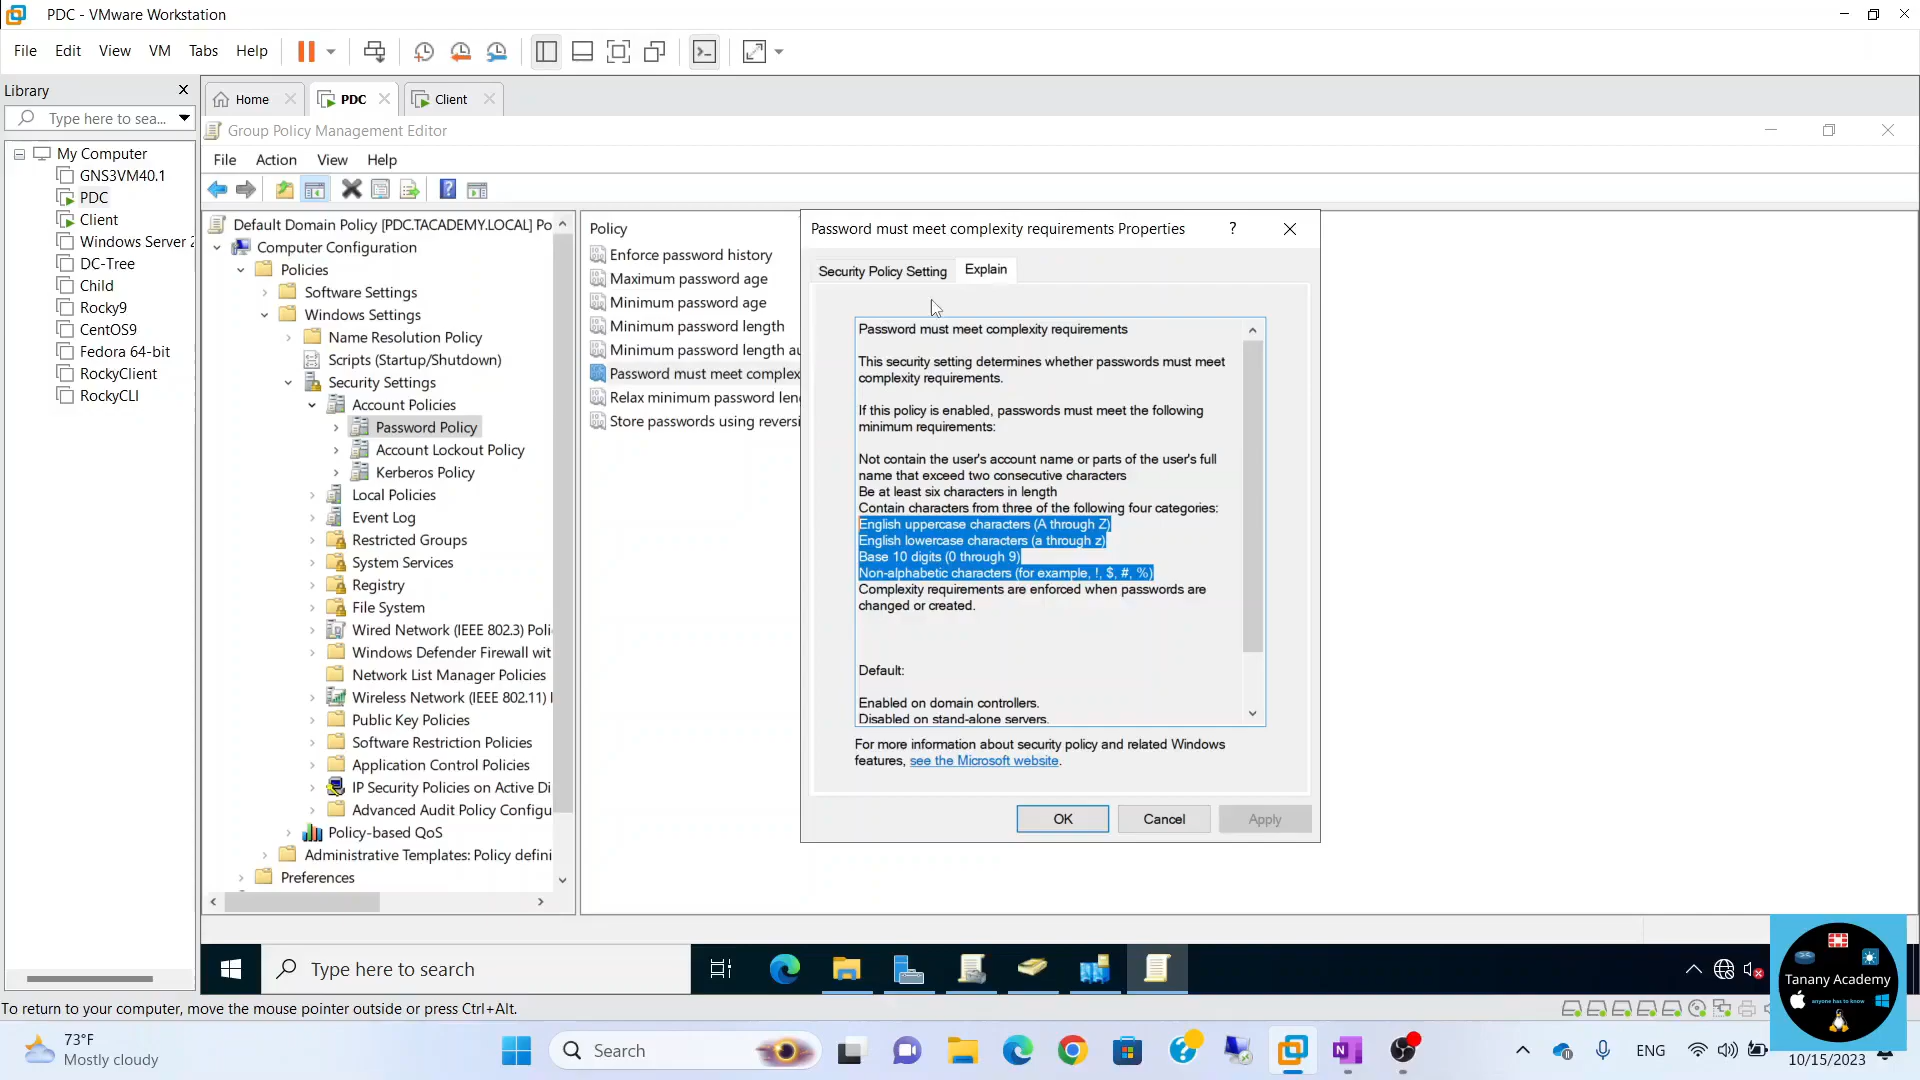 PDC - VMware Workstation
File Edit View VM Tabs Help
Library
Type here to sea...
My Computer
GNS3VM40.1
PDC
Client
Windows Server 2
DC-Tree
Child
Rocky9
CentOS9
Fedora 64-bit
RockyClient
RockyCLI
Home
PDC
Client
Group Policy Management Editor
File Action View Help
Default Domain Policy [PDC.TACADEMY.LOCAL] Po
Computer Configuration
Policies
Software Settings
Windows Settings
Name Resolution Policy
Scripts (Startup/Shutdown)
Security Settings
Account Policies
Password Policy
Account Lockout Policy
Kerberos Policy
Local Policies
Event Log
Restricted Groups
System Services
Registry
File System
Wired Network (IEEE 802.3) Poli
Windows Defender Firewall wit
Network List Manager Policies
Wireless Network (IEEE 802.11)
Public Key Policies
Software Restriction Policies
Application Control Policies
IP Security Policies on Active Di
Advanced Audit Policy Configu
Policy-based QoS
Administrative Templates: Policy defini
Preferences
Policy
Enforce password history
Maximum password age
Minimum password age
Minimum password length
Minimum password length au
Password must meet complex
Relax minimum password len
Store passwords using reversi
Password must meet complexity requirements Properties
?
Security Policy Setting
Explain
Password must meet complexity requirements
This security setting determines whether passwords must meet
complexity requirements.
If this policy is enabled, passwords must meet the following
minimum requirements:
Not contain the user's account name or parts of the user's full
name that exceed two consecutive characters
Be at least six characters in length
Contain characters from three of the following four categories:
English uppercase characters (A through Z)
English lowercase characters (a through z)
Base 10 digits (0 through 9)
Non-alphabetic characters (for example, !, $, #, %)
Complexity requirements are enforced when passwords are
changed or created.
Default:
Enabled on domain controllers.
Disabled on stand-alone servers.
For more information about security policy and related Windows
features, see the Microsoft website.
OK
Cancel
Apply
Type here to search
Tanany Academy
anyone has to know
To return to your computer, move the mouse pointer outside or press Ctrl+Alt.
73°F
Mostly cloudy
Search
ENG
10/15/2023